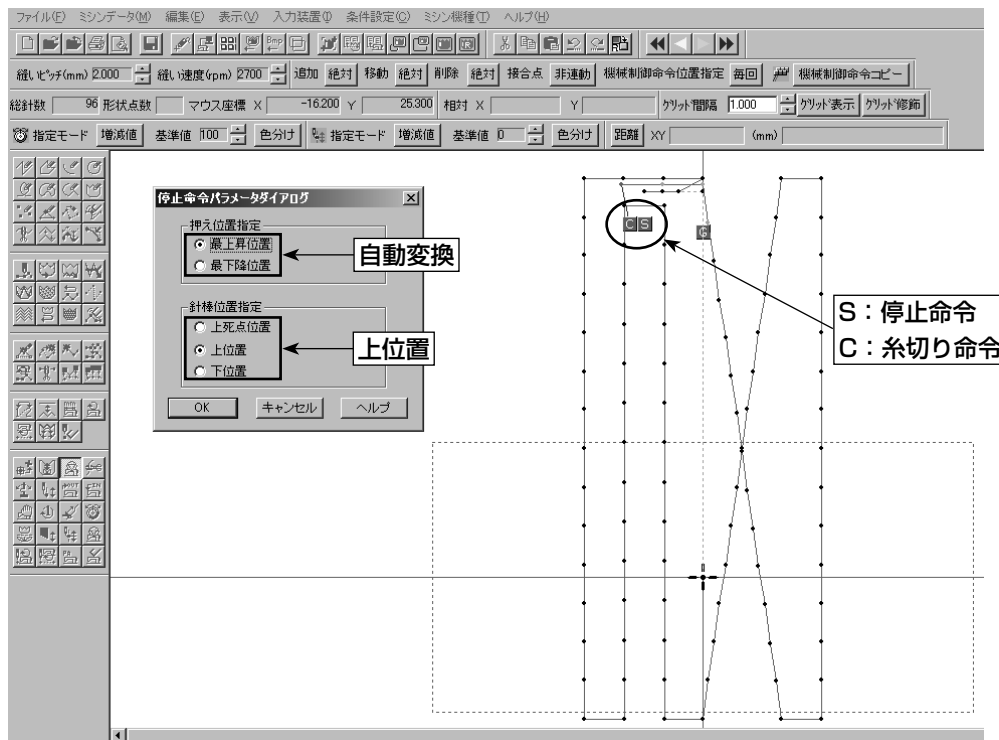 ファイル(F) ミシンデータ(M) 編集(E) 表示(V) 入力装置(I) 条件設定(C) ミシン機種(T) ヘルプ(H)
縫いピッチ(mm) 2.000 縫い速度(rpm) 2700 追加 絶対 移動 絶対 削除 絶対 接合点 非連動 機械制御命令位置指定 毎回 機械制御命令コピー
総針数 96 形状点数 マウス座標 X -16.200 Y 25.300 相対 X Y グリッド間隔 1.000 グリッド表示 グリッド修飾
指定モード 増減値 基準値 100 色分け 指定モード 増減値 基準値 0 色分け 距離 XY (mm)
停止命令パラメータダイアログ
押え位置指定
最上昇位置
最下降位置
自動変換
針棒位置指定
上死点位置
上位置
下位置
上位置
OK キャンセル ヘルプ
C S
S：停止命令
C：糸切り命令